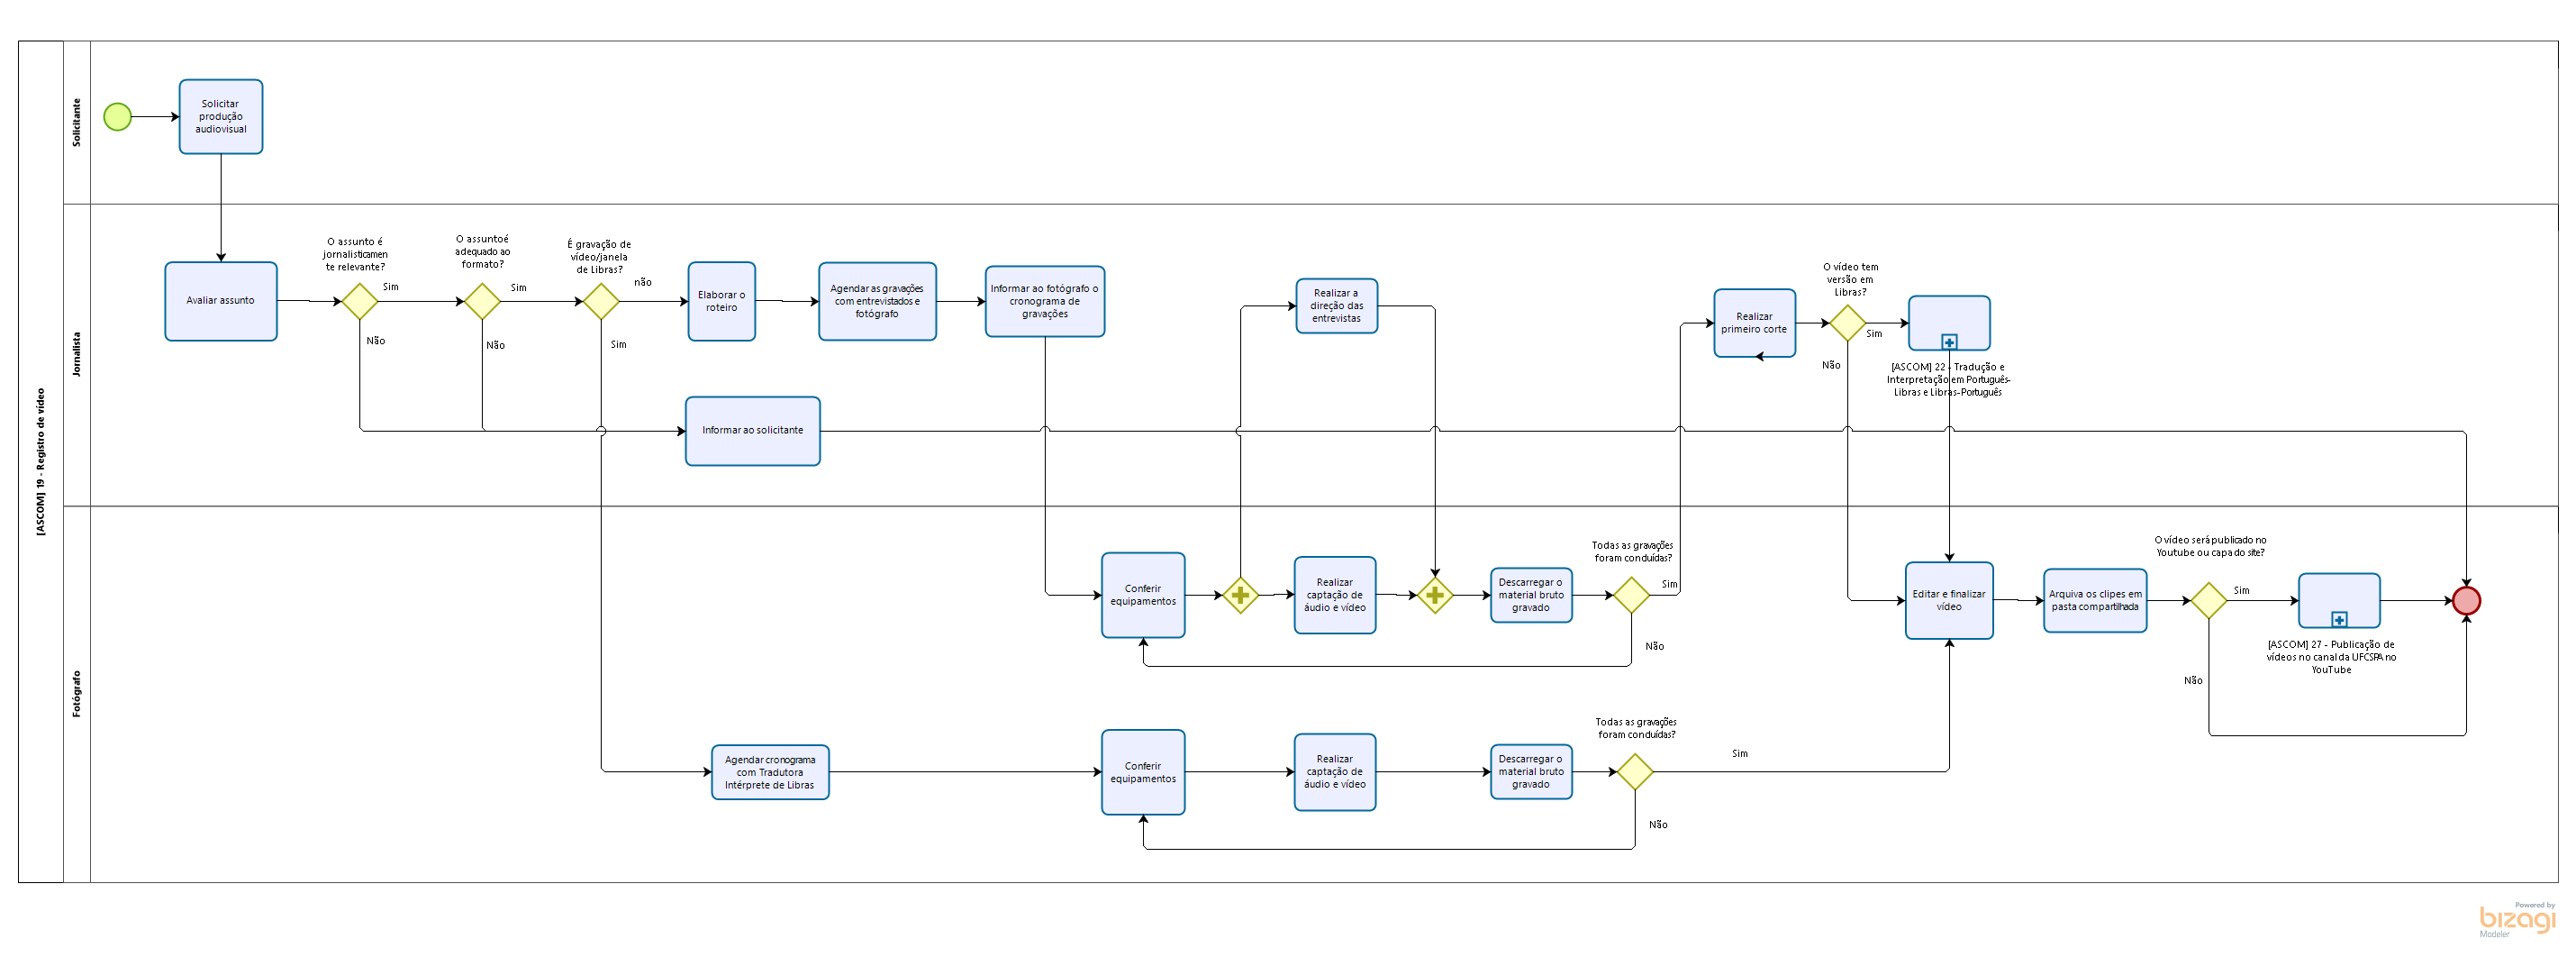 [ASCOM] 19 - Registro de vídeo
Solicitante
Solicitar
produção
audiovisual
Jornalista
Avaliar assunto
O assunto é
jornalisticamen
te relevante?
Sim
Não
O assuntoé
adequado ao
formato?
Sim
Não
É gravação de
vídeo/janela
de Libras?
não
Sim
Elaborar o
roteiro
Agendar as gravações
com entrevistados e
fotógrafo
Informar ao fotógrafo o
cronograma de
gravações
Informar ao solicitante
Realizar a
direção das
entrevistas
Realizar
primeiro corte
O vídeo tem
versão em
Libras?
Sim
Não
[ASCOM] 22 - Tradução e
Interpretação em Português-
Libras e Libras-Português
Fotógrafo
Conferir
equipamentos
Realizar
captação de
áudio e vídeo
Descarregar o
material bruto
gravado
Todas as gravações
foram conduídas?
Sim
Não
Editar e finalizar
vídeo
Arquiva os clipes em
pasta compartilhada
O vídeo será publicado no
Youtube ou capa do site?
Sim
Não
[ASCOM] 27 - Publicação de
vídeos no canal da UFCSPA no
YouTube
Agendar cronograma
com Tradutora
Intérprete de Libras
Conferir
equipamentos
Realizar
captação de
áudio e vídeo
Descarregar o
material bruto
gravado
Todas as gravações
foram conduídas?
Sim
Não
Powered by
bizagi
Modeler